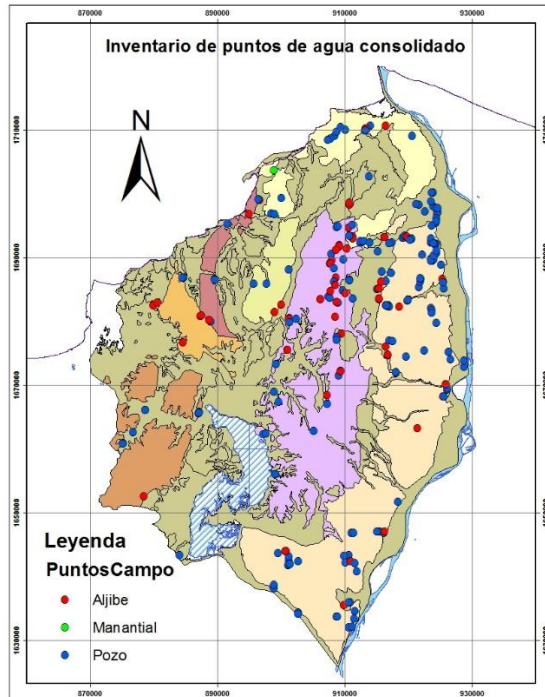 870000 890000 910000 930000
Inventario de puntos de agua consolidado
N
1710000
1690000
1670000
1650000
1630000
Leyenda
PuntosCampo
Aljibe
Manantial
Pozo
870000 890000 910000 930000